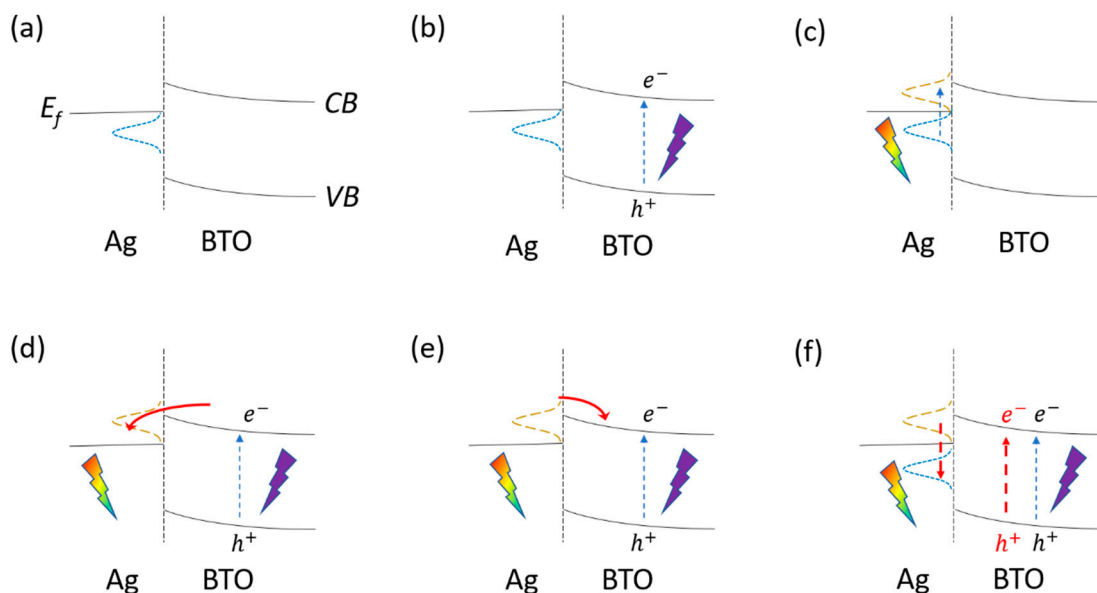 (a)
E_f
CB
VB
Ag BTO
(b)
e⁻
h⁺
Ag BTO
(c)
Ag BTO
(d)
e⁻
h⁺
Ag BTO
(e)
e⁻
h⁺
Ag BTO
(f)
e⁻ e⁻
h⁺ h⁺
Ag BTO